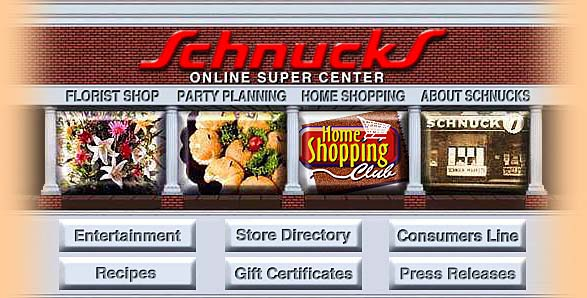 Schnucks
ONLINE SUPER CENTER
FLORIST SHOP PARTY PLANNING HOME SHOPPING ABOUT SCHNUCKS
Home
Shopping
Club
SCHNUCK
Entertainment Store Directory Consumers Line
Recipes Gift Certificates Press Releases